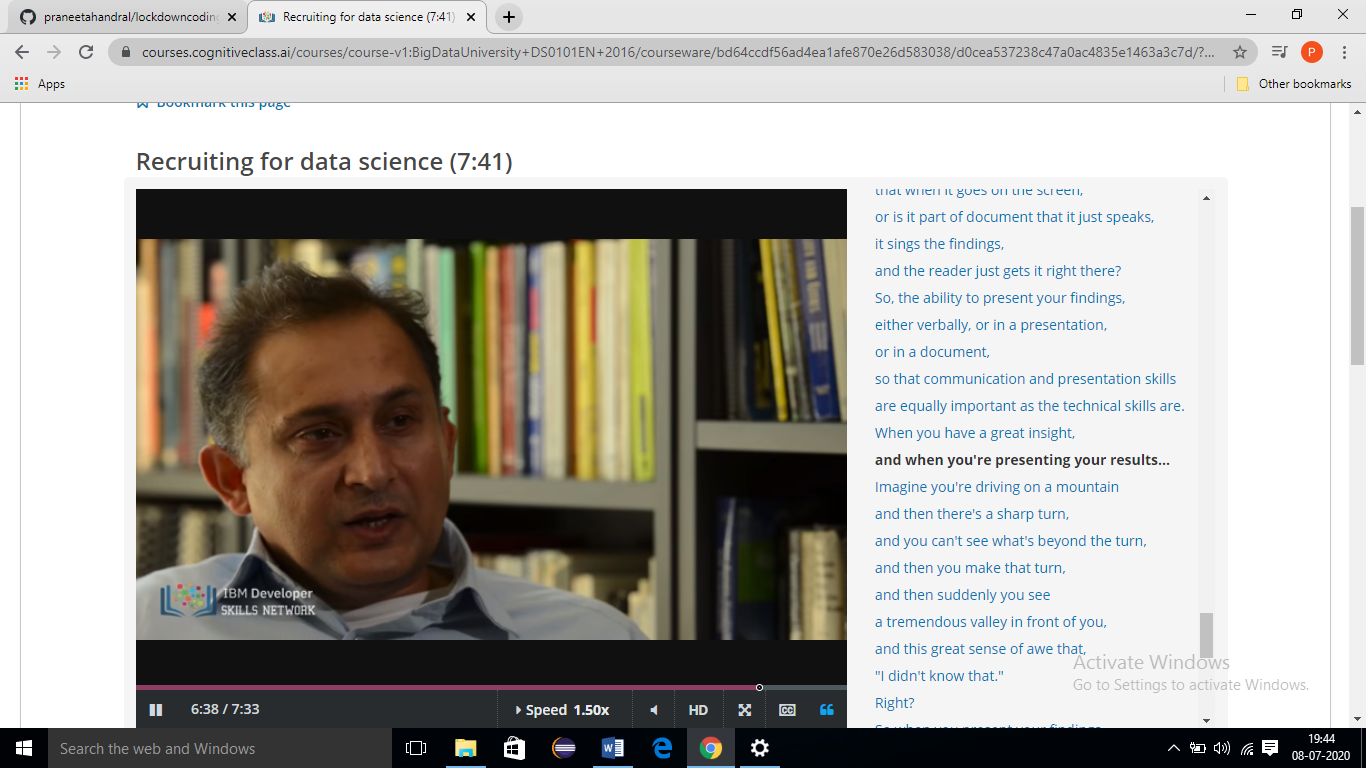 praneetahandral/lockdowncoding
Recruiting for data science (7:41)
courses.cognitiveclass.ai/courses/course-v1:BigDataUniversity+DS0101EN+2016/courseware/bd64ccdf56ad4ea1afe870e26d583038/d0cea537238c47a0ac4835e1463a3c7d/?...
P
Apps
Other bookmarks
Bookmark this page
Recruiting for data science (7:41)
that when it goes on the screen,
or is it part of document that it just speaks,
it sings the findings,
and the reader just gets it right there?
So, the ability to present your findings,
either verbally, or in a presentation,
or in a document,
so that communication and presentation skills
are equally important as the technical skills are.
When you have a great insight,
and when you're presenting your results...
Imagine you're driving on a mountain
and then there's a sharp turn,
and you can't see what's beyond the turn,
and then you make that turn,
and then suddenly you see
a tremendous valley in front of you,
and this great sense of awe that,
"I didn't know that."
Right?
So when you present your findings
IBM Developer
SKILLS NETWORK
6:38 / 7:33
Speed 1.50x
HD
CC
Activate Windows
Go to Settings to activate Windows.
Search the web and Windows
19:44
08-07-2020